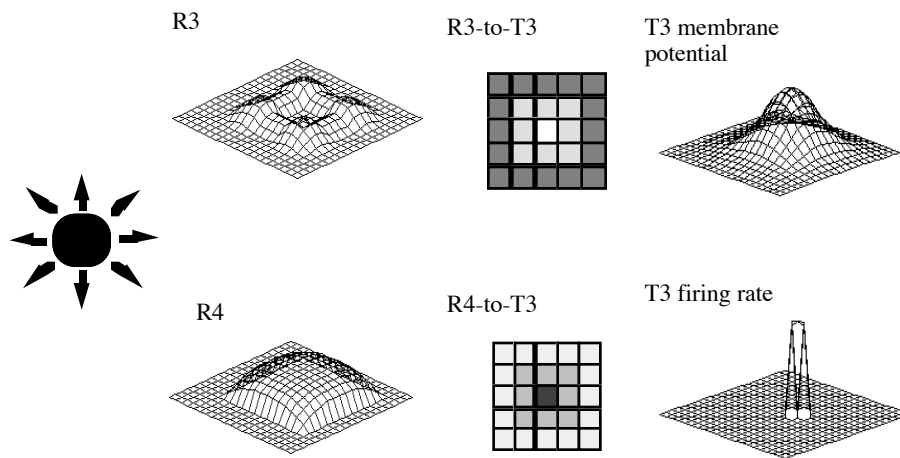 R3
R3-to-T3
T3 membrane
potential
R4
R4-to-T3
T3 firing rate